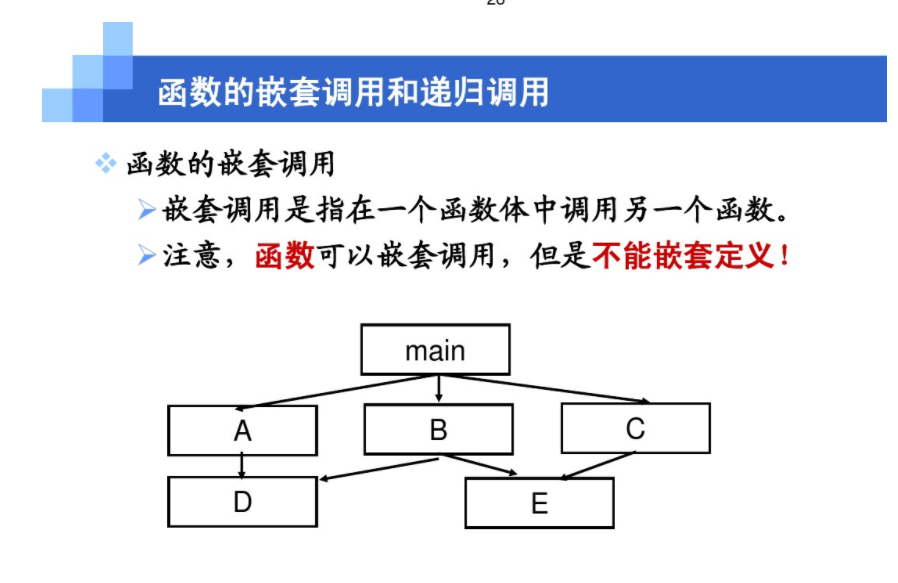 函数的嵌套调用和递归调用
函数的嵌套调用
嵌套调用是指在一个函数体中调用另一个函数。
注意，函数可以嵌套调用，但是不能嵌套定义！
main
A
B
C
D
E